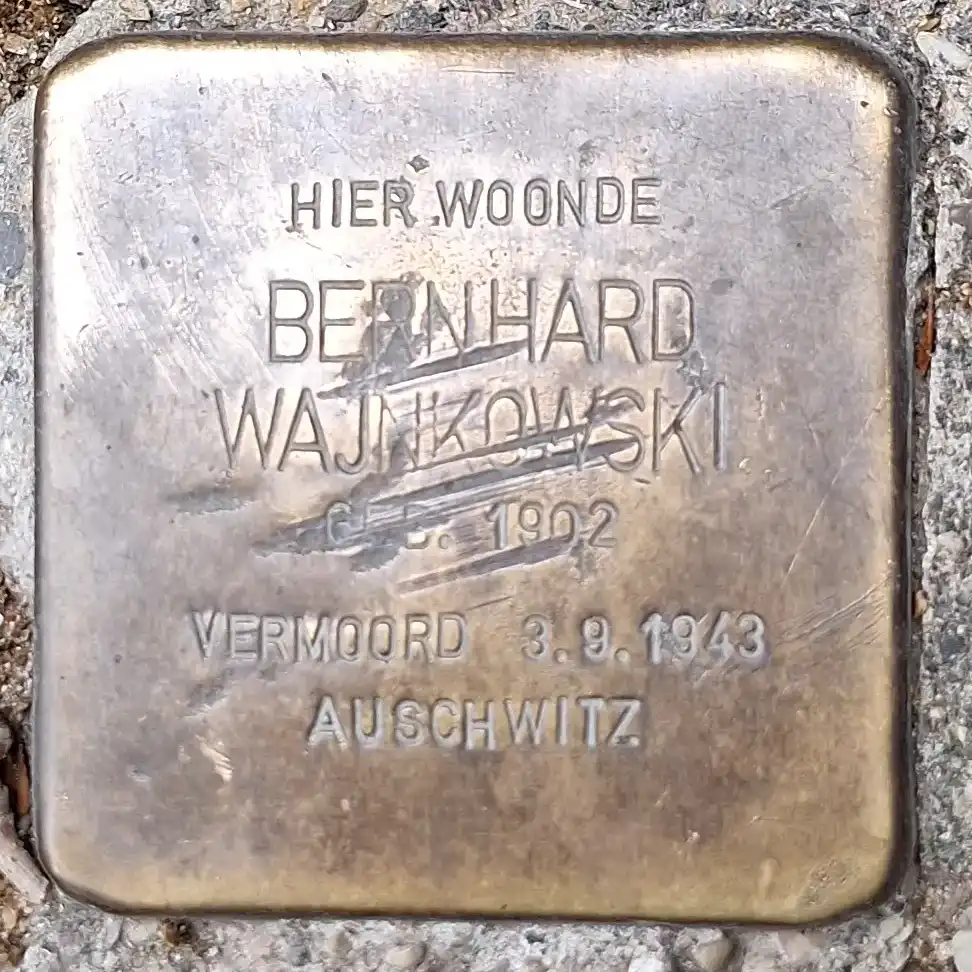 HIER WOONDE
BERNHARD
WAJNKOWSKI
GEB. 1902
VERMOORD 3.9.1943
AUSCHWITZ